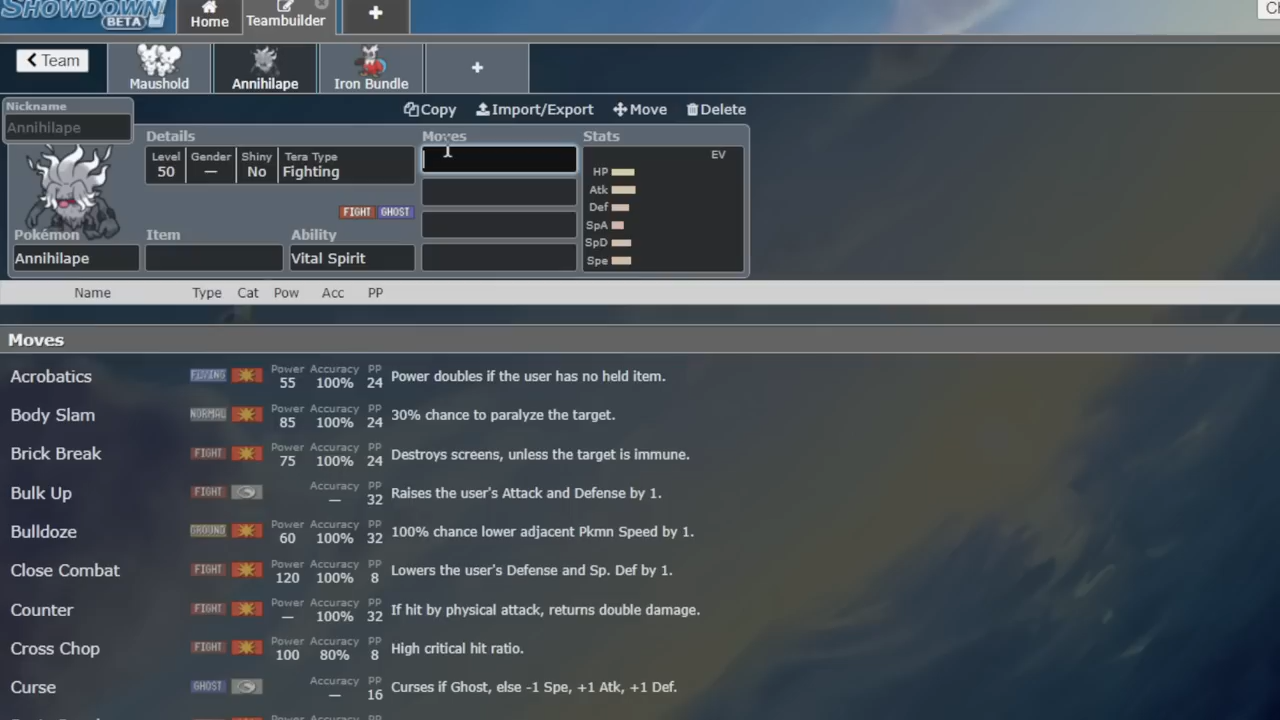 SHOWDOWN
BETA
Home
Teambuilder
+
Ch
< Team
Maushold
Annihilape
Iron Bundle
+
Nickname
Annihilape
Copy
Import/Export
Move
Delete
Details
Moves
Stats
Level
50
Gender
—
Shiny
No
Tera Type
Fighting
EV
HP
Atk
Def
SpA
SpD
Spe
FIGHT GHOST
Pokémon
Annihilape
Item
Ability
Vital Spirit
Name Type Cat Pow Acc PP
Moves
Acrobatics FLYING Power 55 Accuracy 100% PP 24 Power doubles if the user has no held item.
Body Slam NORMAL Power 85 Accuracy 100% PP 24 30% chance to paralyze the target.
Brick Break FIGHT Power 75 Accuracy 100% PP 24 Destroys screens, unless the target is immune.
Bulk Up FIGHT Accuracy — PP 32 Raises the user's Attack and Defense by 1.
Bulldoze GROUND Power 60 Accuracy 100% PP 32 100% chance lower adjacent Pkmn Speed by 1.
Close Combat FIGHT Power 120 Accuracy 100% PP 8 Lowers the user's Defense and Sp. Def by 1.
Counter FIGHT Power — Accuracy 100% PP 32 If hit by physical attack, returns double damage.
Cross Chop FIGHT Power 100 Accuracy 80% PP 8 High critical hit ratio.
Curse GHOST Accuracy — PP 16 Curses if Ghost, else -1 Spe, +1 Atk, +1 Def.
Power Accuracy PP